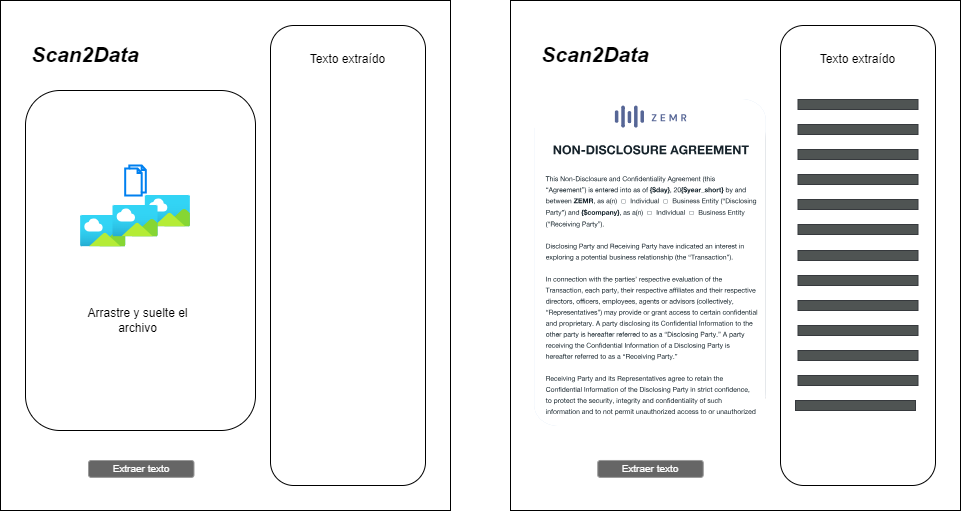 Scan2Data
Texto extraído
Arrastre y suelte el
archivo
Extraer texto
Scan2Data
Texto extraído
ZEMR
NON-DISCLOSURE AGREEMENT
This Non-Disclosure and Confidentiality Agreement (this
“Agreement”) is entered into as of {$day}, 20{$year_short} by and
between ZEMR, as a(n) □ Individual □ Business Entity (“Disclosing
Party”) and {$company}, as a(n) □ Individual □ Business Entity
(“Receiving Party”).
Disclosing Party and Receiving Party have indicated an interest in
exploring a potential business relationship (the “Transaction”).
In connection with the parties’ respective evaluation of the
Transaction, each party, their respective affiliates and their respective
directors, officers, employees, agents or advisors (collectively,
“Representatives”) may provide or grant access to certain confidential
and proprietary. A party disclosing its Confidential Information to the
other party is hereafter referred to as a “Disclosing Party.” A party
receiving the Confidential Information of a Disclosing Party is
hereafter referred to as a “Receiving Party.”
Receiving Party and its Representatives agree to retain the
Confidential Information of the Disclosing Party in strict confidence,
to protect the security, integrity and confidentiality of such
information and to not permit unauthorized access to or unauthorized
Extraer texto